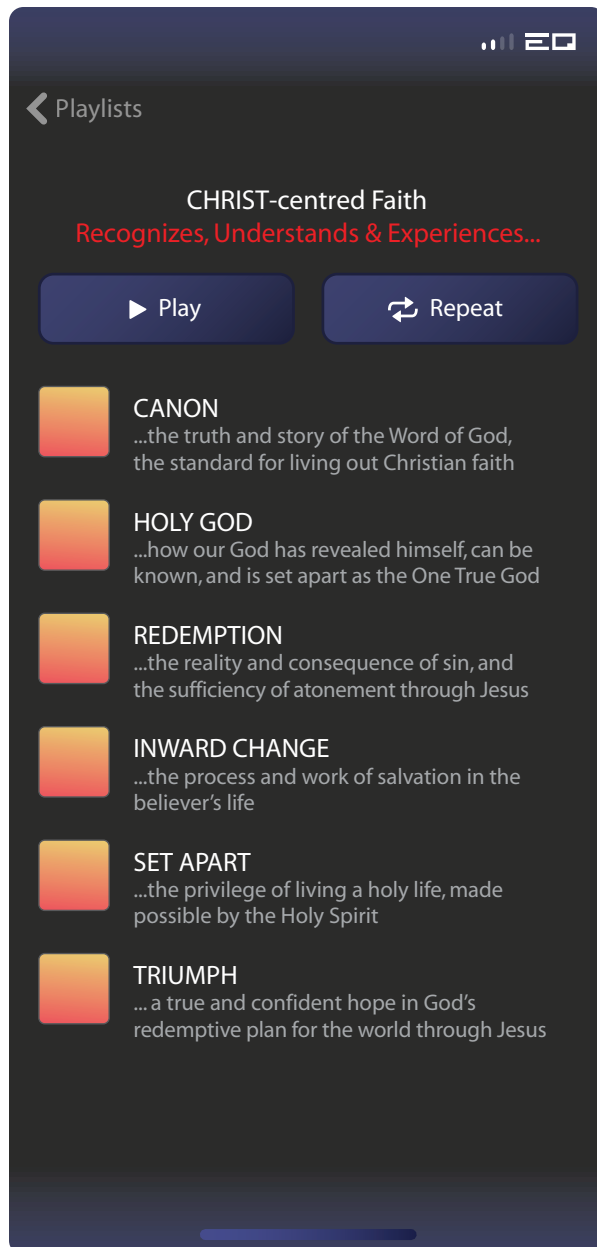 EQ
Playlists
CHRIST-centred Faith
Recognizes, Understands & Experiences...
Play
Repeat
CANON
...the truth and story of the Word of God,
the standard for living out Christian faith
HOLY GOD
...how our God has revealed himself, can be
known, and is set apart as the One True God
REDEMPTION
...the reality and consequence of sin, and
the sufficiency of atonement through Jesus
INWARD CHANGE
...the process and work of salvation in the
believer’s life
SET APART
...the privilege of living a holy life, made
possible by the Holy Spirit
TRIUMPH
... a true and confident hope in God’s
redemptive plan for the world through Jesus